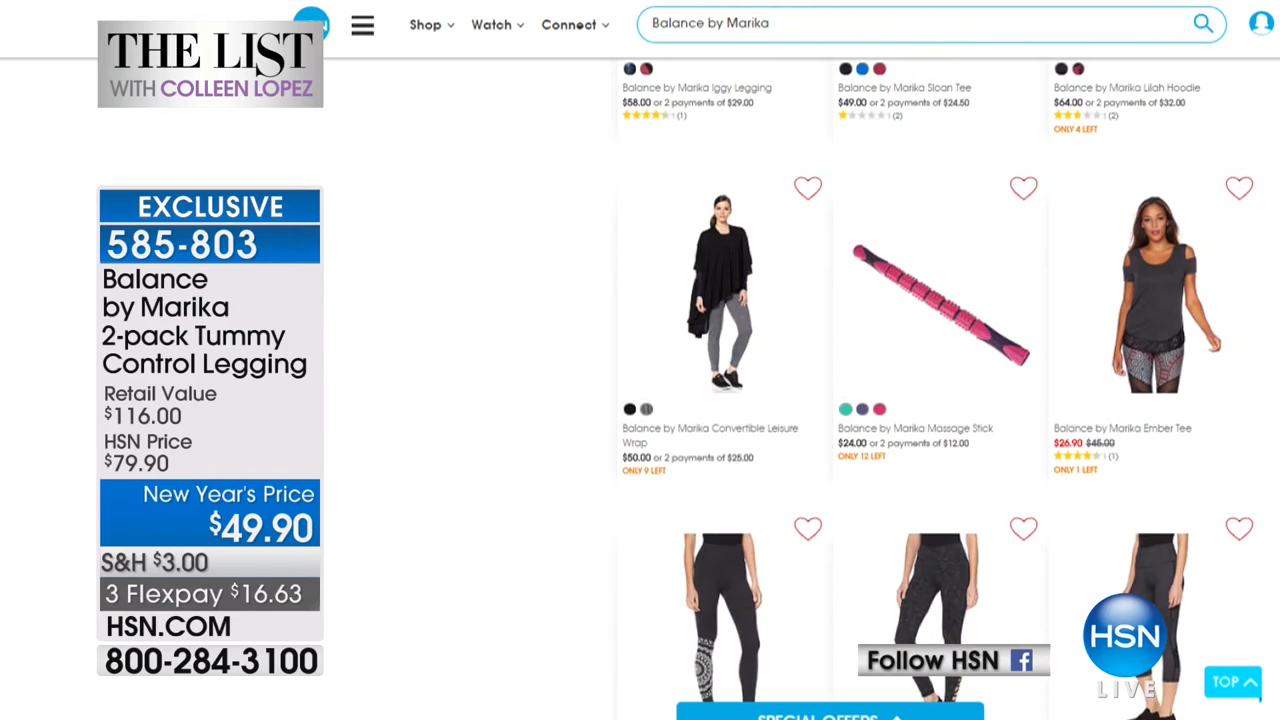 THE LIST
WITH COLLEEN LOPEZ
Shop
Watch
Connect
Balance by Marika
Balance by Marika Iggy Legging
$58.00 or 2 payments of $29.00
(1)
Balance by Marika Sloan Tee
$49.00 or 2 payments of $24.50
(2)
Balance by Marika Lilah Hoodie
$64.00 or 2 payments of $32.00
(2)
ONLY 4 LEFT
EXCLUSIVE
585-803
Balance
by Marika
2-pack Tummy
Control Legging
Retail Value
$116.00
HSN Price
$79.90
New Year's Price
$49.90
S&H $3.00
3 Flexpay $16.63
HSN.COM
800-284-3100
Balance by Marika Convertible Leisure
Wrap
$50.00 or 2 payments of $25.00
ONLY 9 LEFT
Balance by Marika Massage Stick
$24.00 or 2 payments of $12.00
ONLY 12 LEFT
Balance by Marika Ember Tee
$26.90 $45.00
(1)
ONLY 1 LEFT
Follow HSN f
HSN
LIVE
TOP
SPECIAL OFFERS